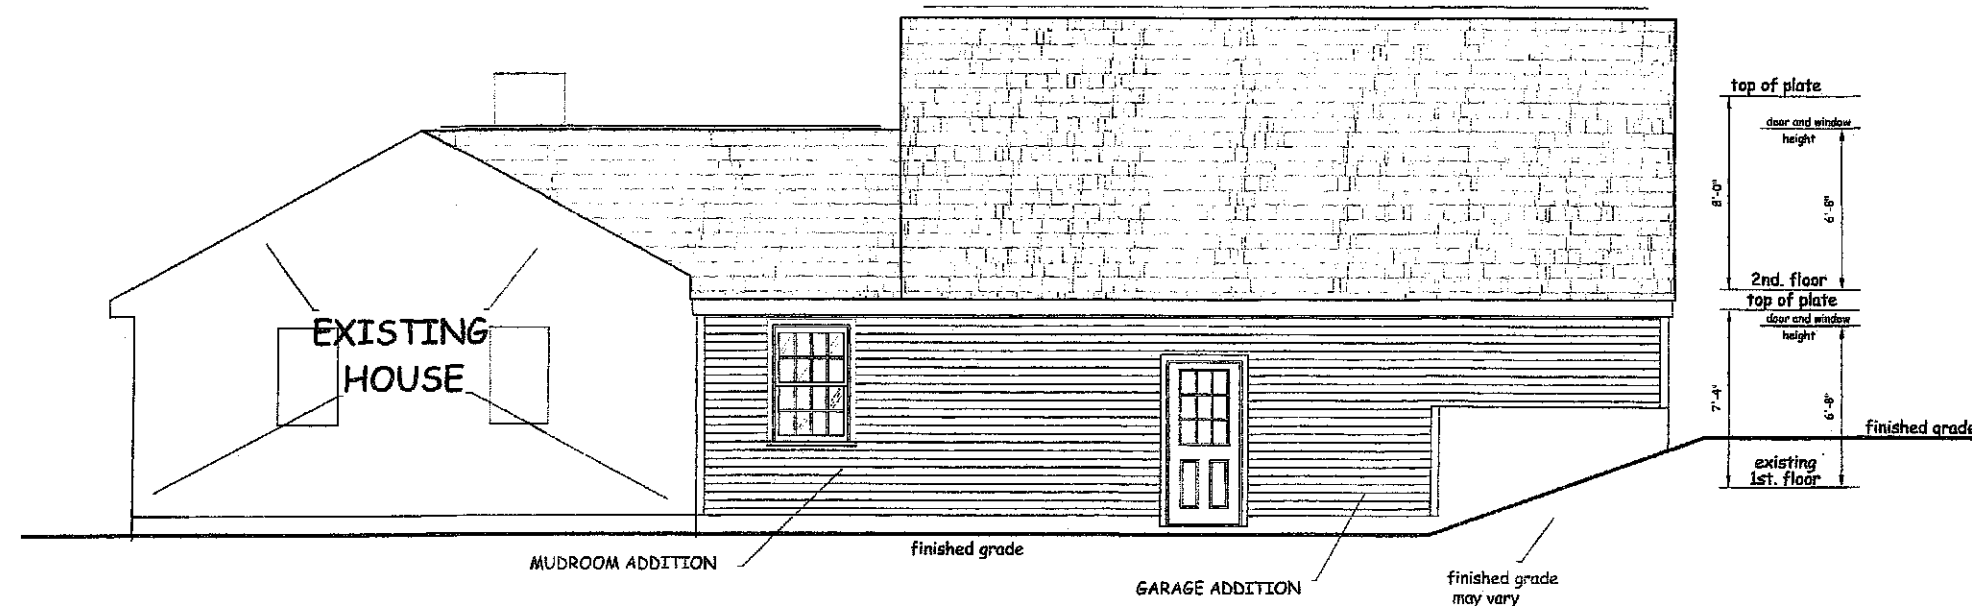 top of plate
door and window
height
8'-0"
6'-8"
2nd. floor
top of plate
door and window
height
7'-4"
6'-8"
finished grade
existing
1st. floor
EXISTING
HOUSE
MUDROOM ADDITION
finished grade
GARAGE ADDITION
finished grade
may vary